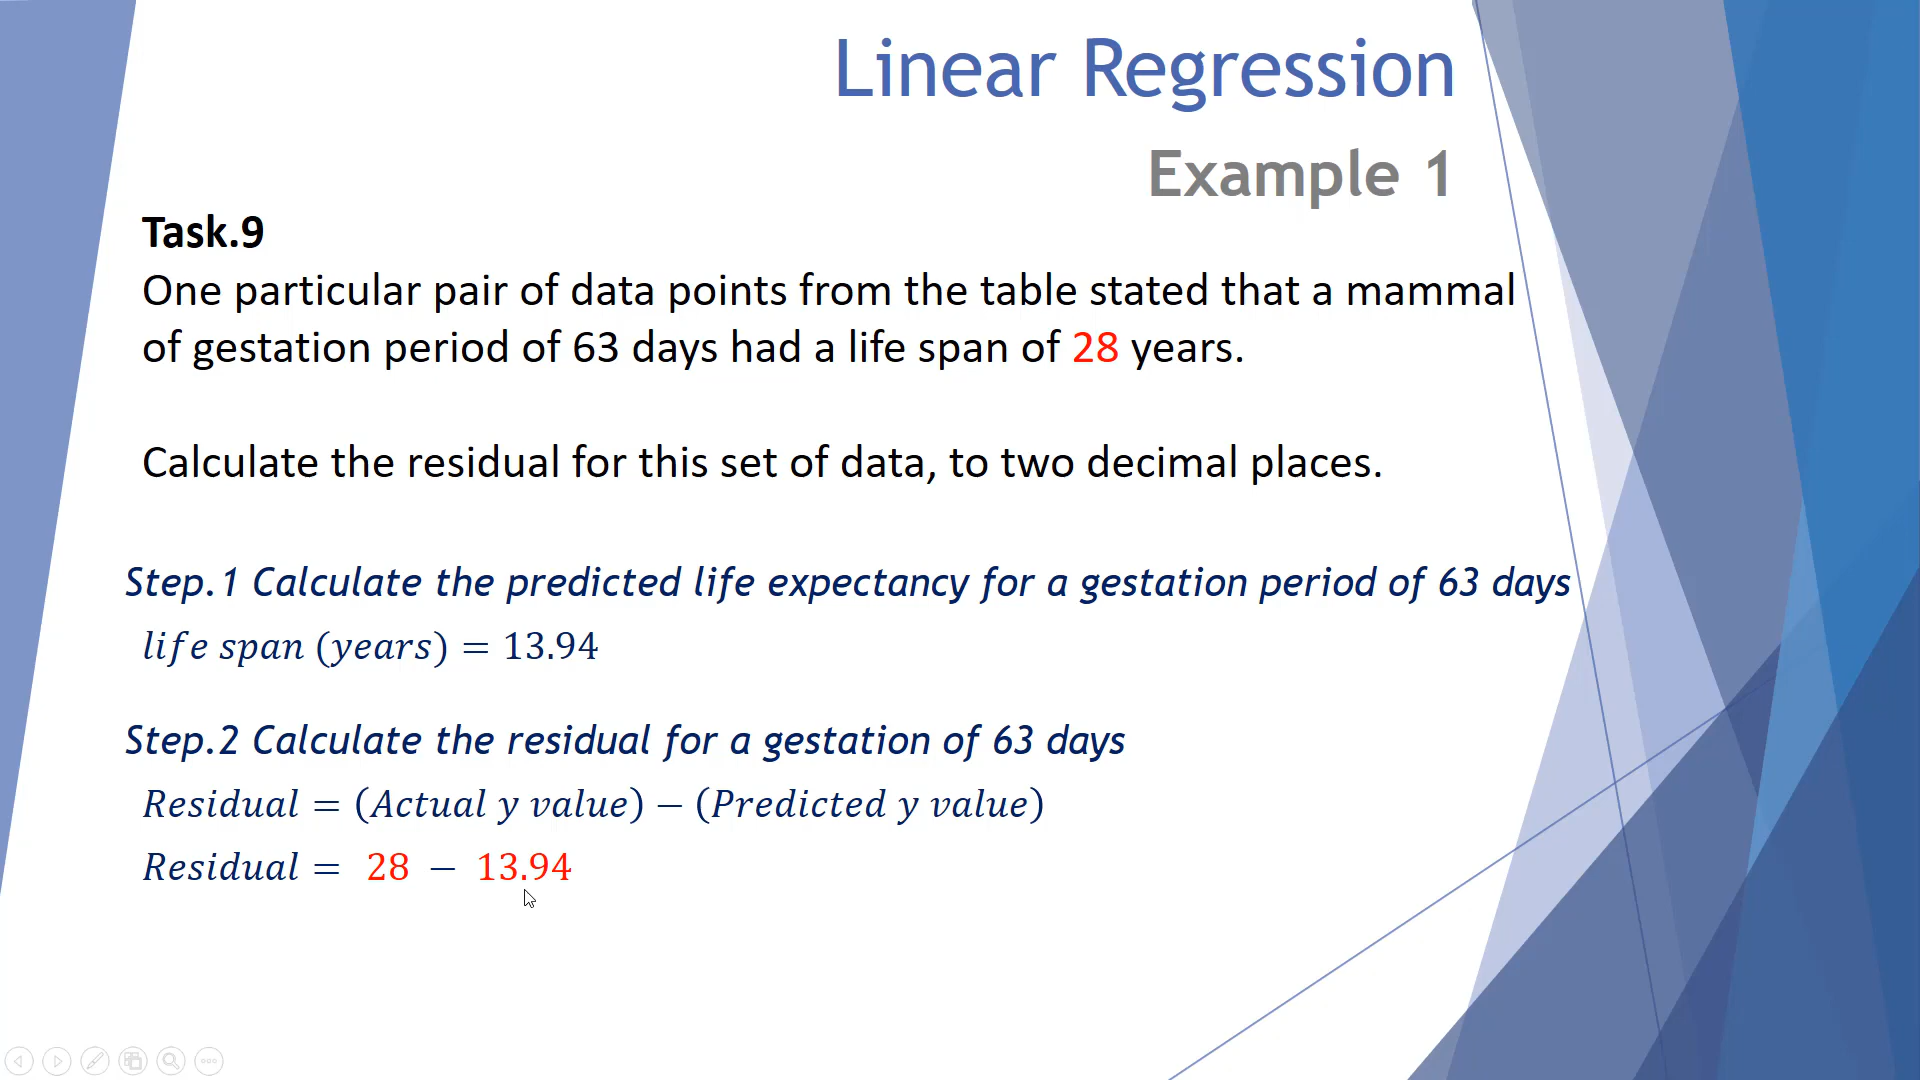 Linear Regression
Example 1
Task.9
One particular pair of data points from the table stated that a mammal
of gestation period of 63 days had a life span of 28 years.
Calculate the residual for this set of data, to two decimal places.
Step.1 Calculate the predicted life expectancy for a gestation period of 63 days
life span (years) = 13.94
Step.2 Calculate the residual for a gestation of 63 days
Residual = (Actual y value) − (Predicted y value)
Residual = 28 − 13.94